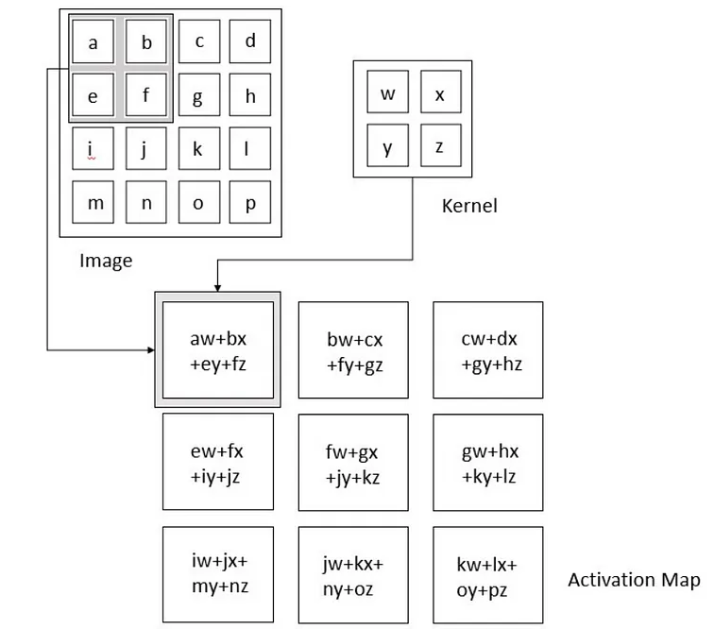 a b c d
e f g h
i j k l
m n o p
Image
w x
y z
Kernel
aw+bx
+ey+fz
bw+cx
+fy+gz
cw+dx
+gy+hz
ew+fx
+iy+jz
fw+gx
+jy+kz
gw+hx
+ky+lz
iw+jx+
my+nz
jw+kx+
ny+oz
kw+lx+
oy+pz
Activation Map